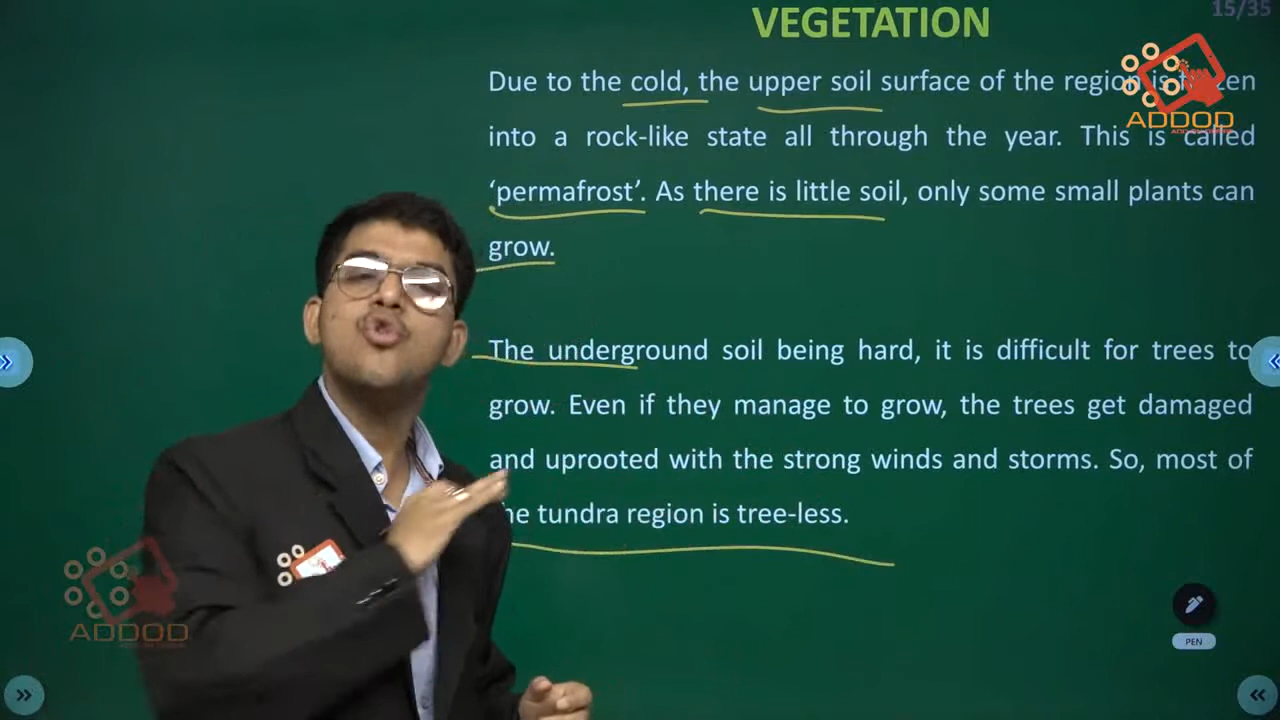 15/35
VEGETATION
Due to the cold, the upper soil surface of the region is frozen
into a rock-like state all through the year. This is called
‘permafrost’. As there is little soil, only some small plants can
grow.
The underground soil being hard, it is difficult for trees to
grow. Even if they manage to grow, the trees get damaged
and uprooted with the strong winds and storms. So, most of
the tundra region is tree-less.
ADDOD
ADDOD
PEN